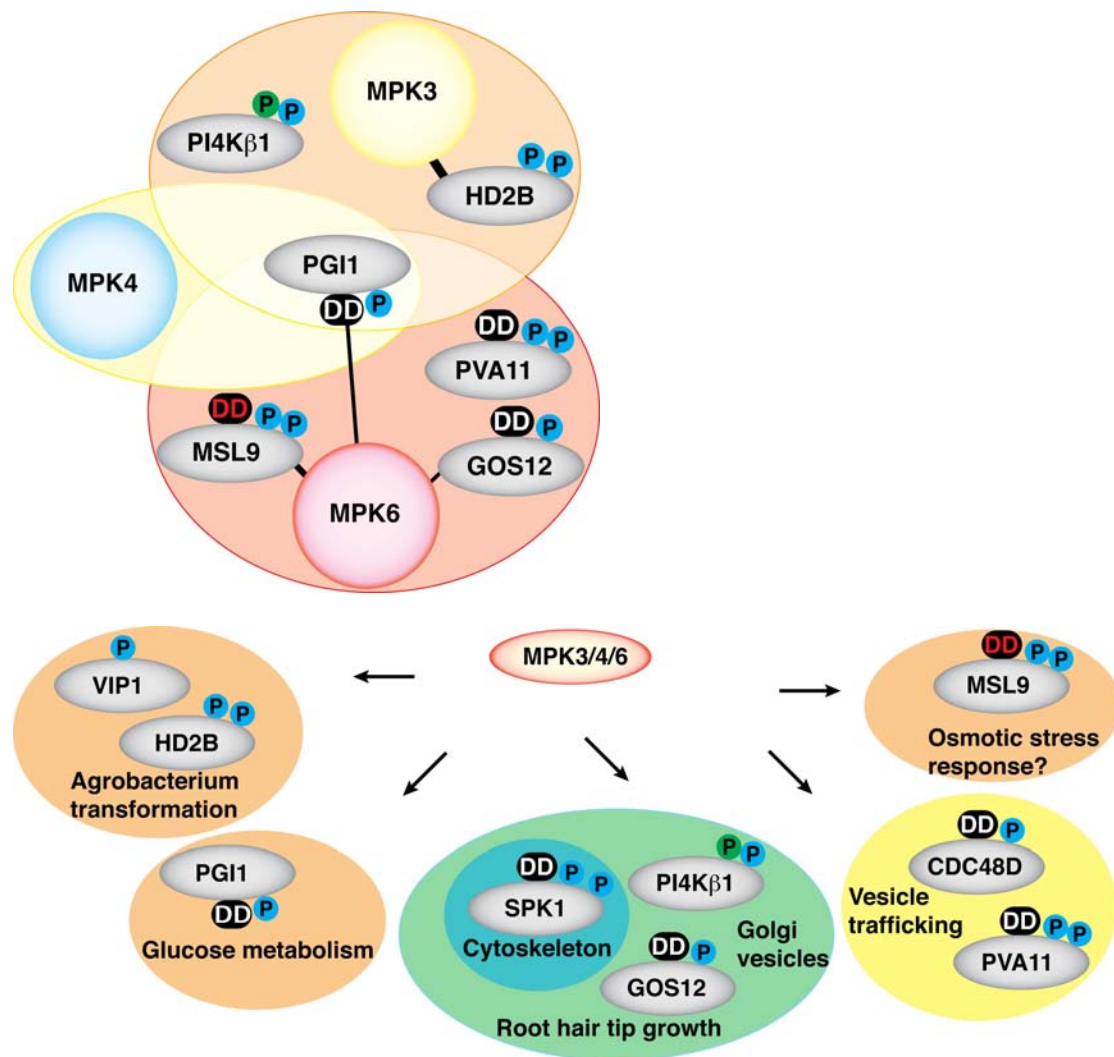 MPK3
P P
PI4Kβ1
P P
HD2B
MPK4
PGI1
DD P
DD P P
PVA11
DD P P
MSL9
DD P
GOS12
MPK6
MPK3/4/6
P
VIP1
P P
HD2B
Agrobacterium
transformation
PGI1
DD P
Glucose metabolism
DD P P
SPK1
Cytoskeleton
P P
PI4Kβ1
Golgi
vesicles
DD P
GOS12
Root hair tip growth
DD P P
MSL9
Osmotic stress
response?
DD P
CDC48D
Vesicle
trafficking
DD P P
PVA11